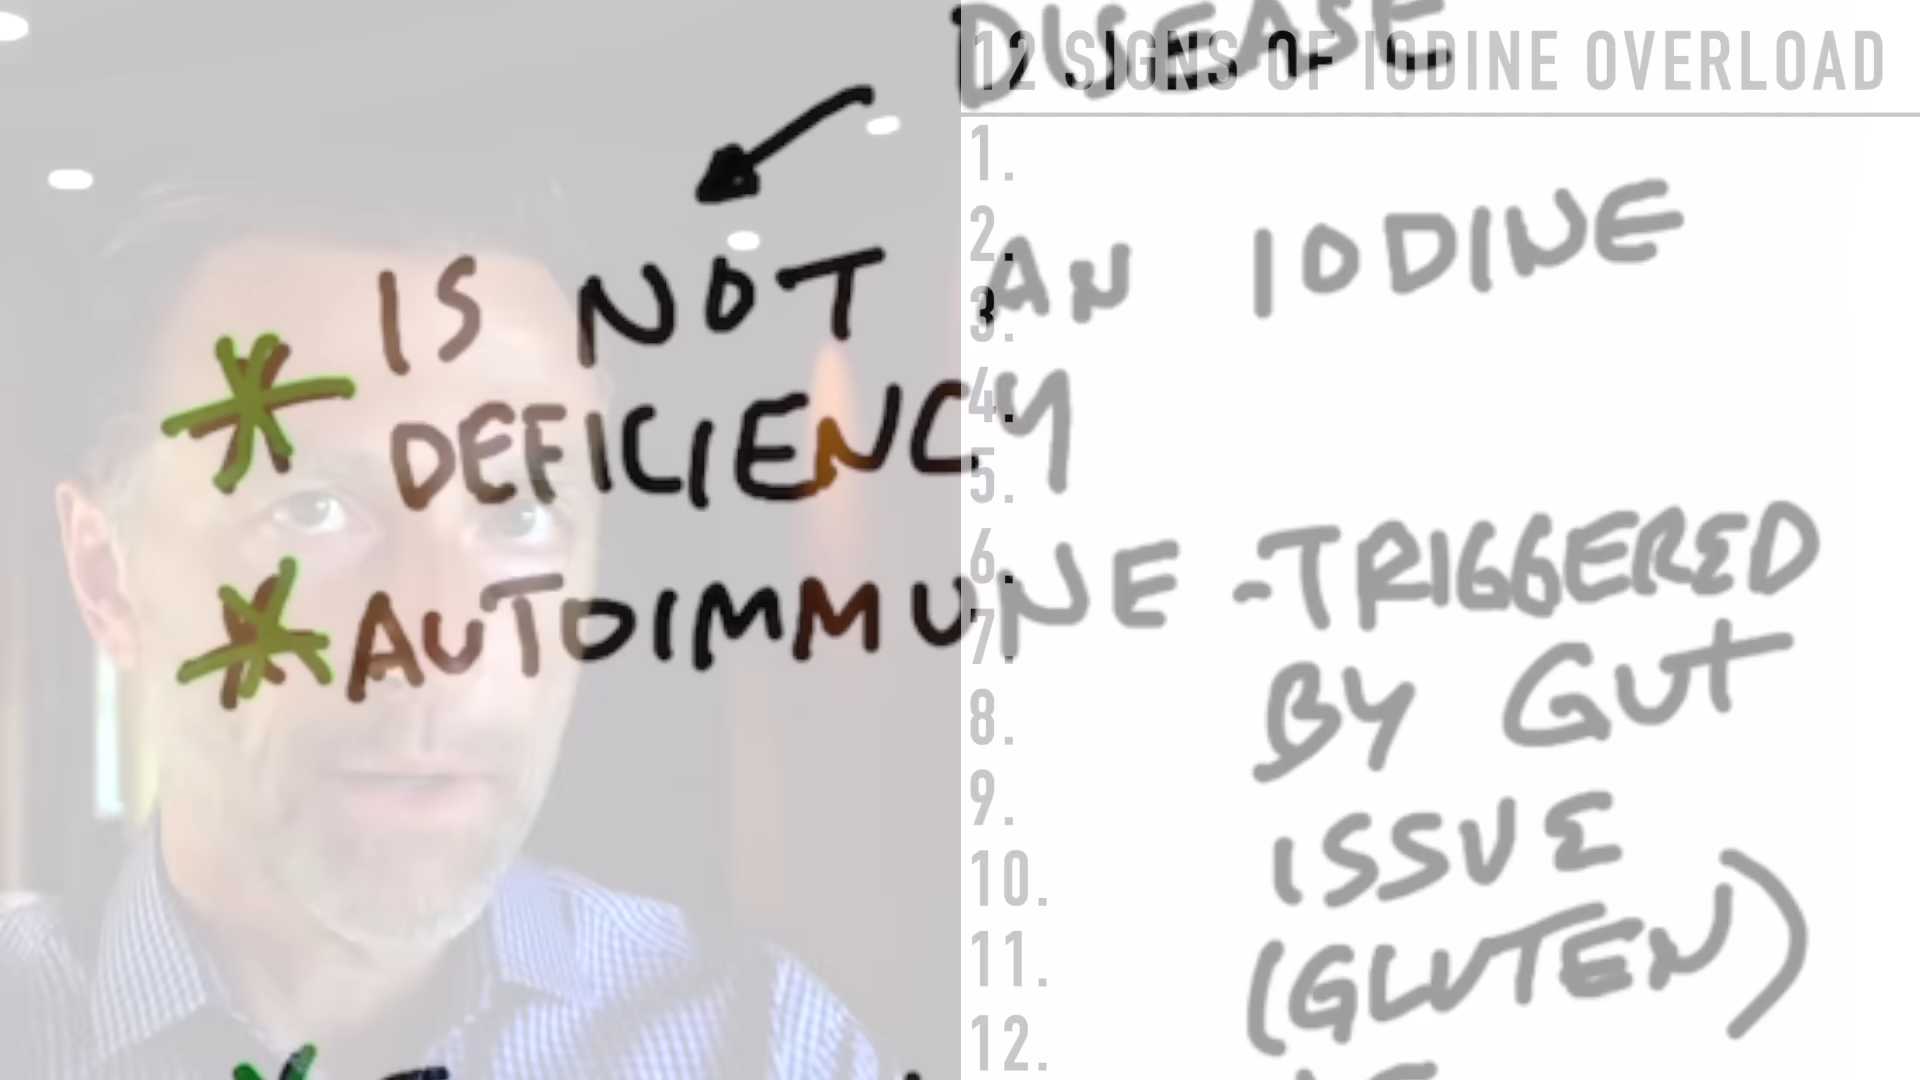 DISEASE
12 SIGNS OF IODINE OVERLOAD
1.
2.
IS NOT AN IODINE
3.
* DEFICIENCY
4.
5.
6.
* AUTOIMMUNE - TRIGGERED
7.
BY GUT
8.
9.
ISSUE
10.
(GLUTEN)
11.
12.